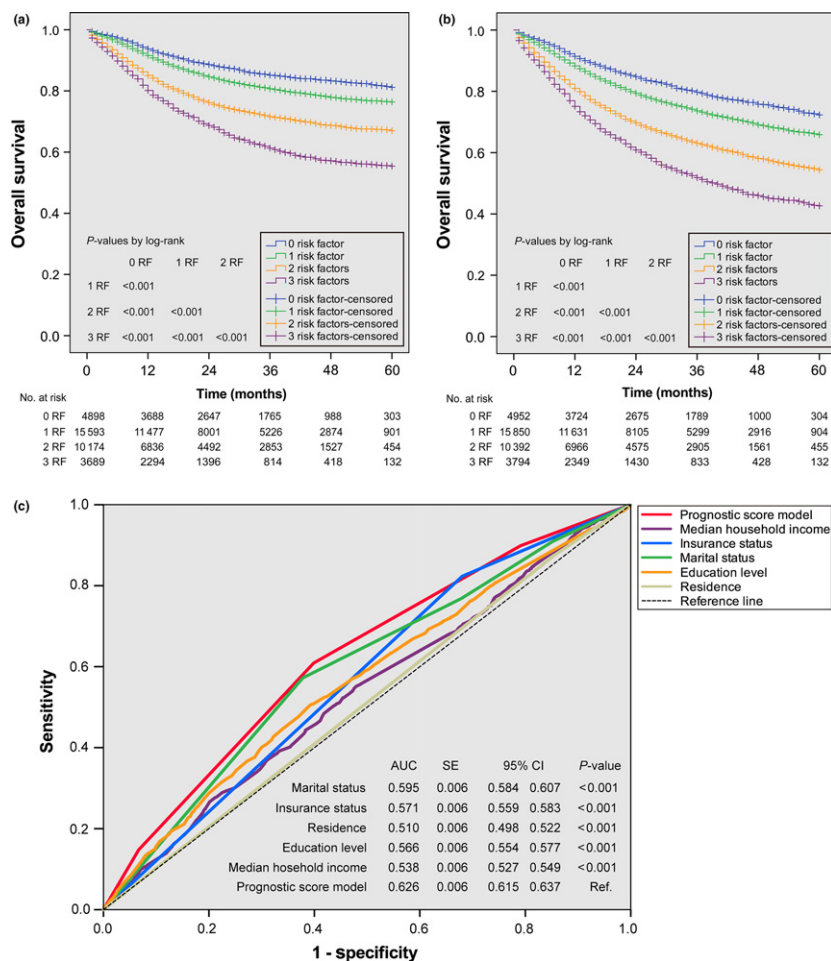 (a)
1.0
0.8
0.6
0.4
0.2
0.0
Overall survival
P-values by log-rank
0 RF 1 RF 2 RF
1 RF <0.001
2 RF <0.001 <0.001
3 RF <0.001 <0.001 <0.001
0 risk factor
1 risk factor
2 risk factors
3 risk factors
0 risk factor-censored
1 risk factor-censored
2 risk factors-censored
3 risk factors-censored
0 12 24 36 48 60
Time (months)
No. at risk
0 RF 4898 3688 2647 1765 988 303
1 RF 15 593 11 477 8001 5226 2874 901
2 RF 10 174 6836 4492 2853 1527 454
3 RF 3689 2294 1396 814 418 132
(b)
1.0
0.8
0.6
0.4
0.2
0.0
Overall survival
P-values by log-rank
0 RF 1 RF 2 RF
1 RF <0.001
2 RF <0.001 <0.001
3 RF <0.001 <0.001 <0.001
0 risk factor
1 risk factor
2 risk factors
3 risk factors
0 risk factor-censored
1 risk factor-censored
2 risk factors-censored
3 risk factors-censored
0 12 24 36 48 60
Time (months)
No. at risk
0 RF 4952 3724 2675 1789 1000 304
1 RF 15 850 11 631 8105 5299 2916 904
2 RF 10 392 6966 4575 2905 1561 455
3 RF 3794 2349 1430 833 428 132
(c)
1.0
0.8
0.6
0.4
0.2
0.0
Sensitivity
AUC SE 95% CI P-value
Marital status 0.595 0.006 0.584 0.607 <0.001
Insurance status 0.571 0.006 0.559 0.583 <0.001
Residence 0.510 0.006 0.498 0.522 <0.001
Education level 0.566 0.006 0.554 0.577 <0.001
Median hosehold income 0.538 0.006 0.527 0.549 <0.001
Prognostic score model 0.626 0.006 0.615 0.637 Ref.
0.0 0.2 0.4 0.6 0.8 1.0
1 - specificity
Prognostic score model
Median household income
Insurance status
Marital status
Education level
Residence
Reference line